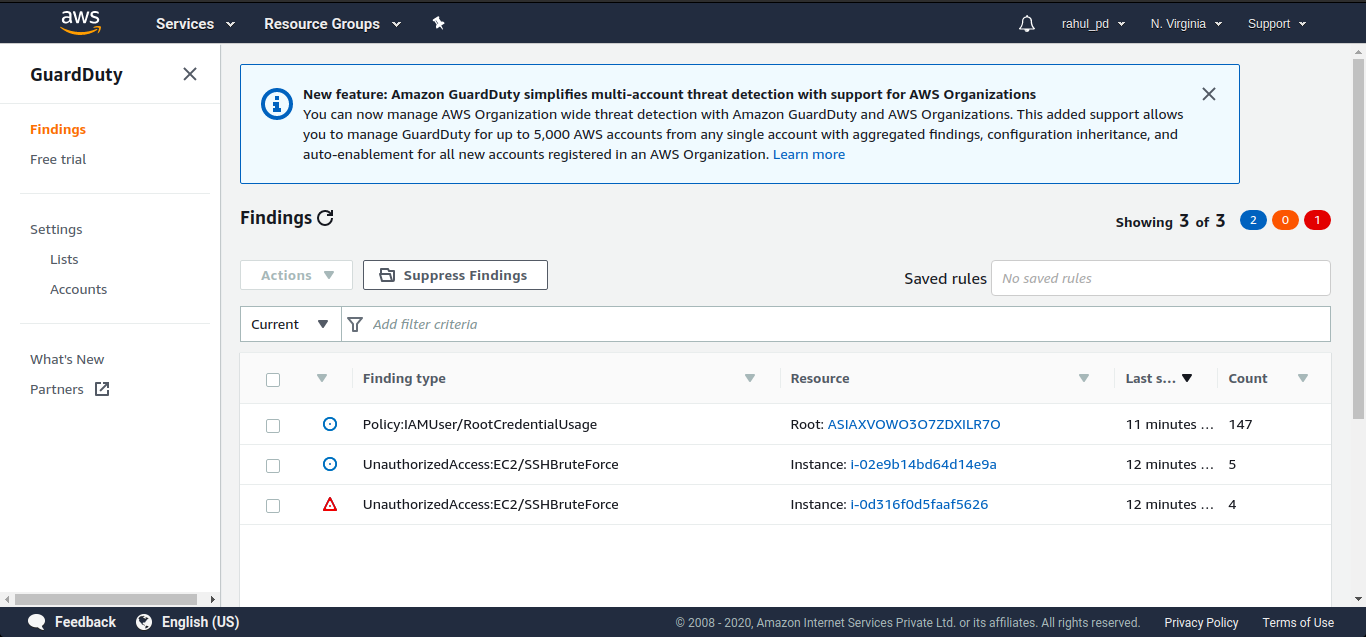 aws Services Resource Groups rahul_pd N. Virginia Support
GuardDuty
Findings
Free trial
Settings
Lists
Accounts
What's New
Partners
New feature: Amazon GuardDuty simplifies multi-account threat detection with support for AWS Organizations
You can now manage AWS Organization wide threat detection with Amazon GuardDuty and AWS Organizations. This added support allows
you to manage GuardDuty for up to 5,000 AWS accounts from any single account with aggregated findings, configuration inheritance, and
auto-enablement for all new accounts registered in an AWS Organization. Learn more
Findings
Showing 3 of 3 2 0 1
Actions Suppress Findings Saved rules No saved rules
Current Add filter criteria
Finding type Resource Last s... Count
Policy:IAMUser/RootCredentialUsage Root: ASIAXVOWO3O7ZDXILR7O 11 minutes ... 147
UnauthorizedAccess:EC2/SSHBruteForce Instance: i-02e9b14bd64d14e9a 12 minutes ... 5
UnauthorizedAccess:EC2/SSHBruteForce Instance: i-0d316f0d5faaf5626 12 minutes ... 4
Feedback English (US) © 2008 - 2020, Amazon Internet Services Private Ltd. or its affiliates. All rights reserved. Privacy Policy Terms of Use